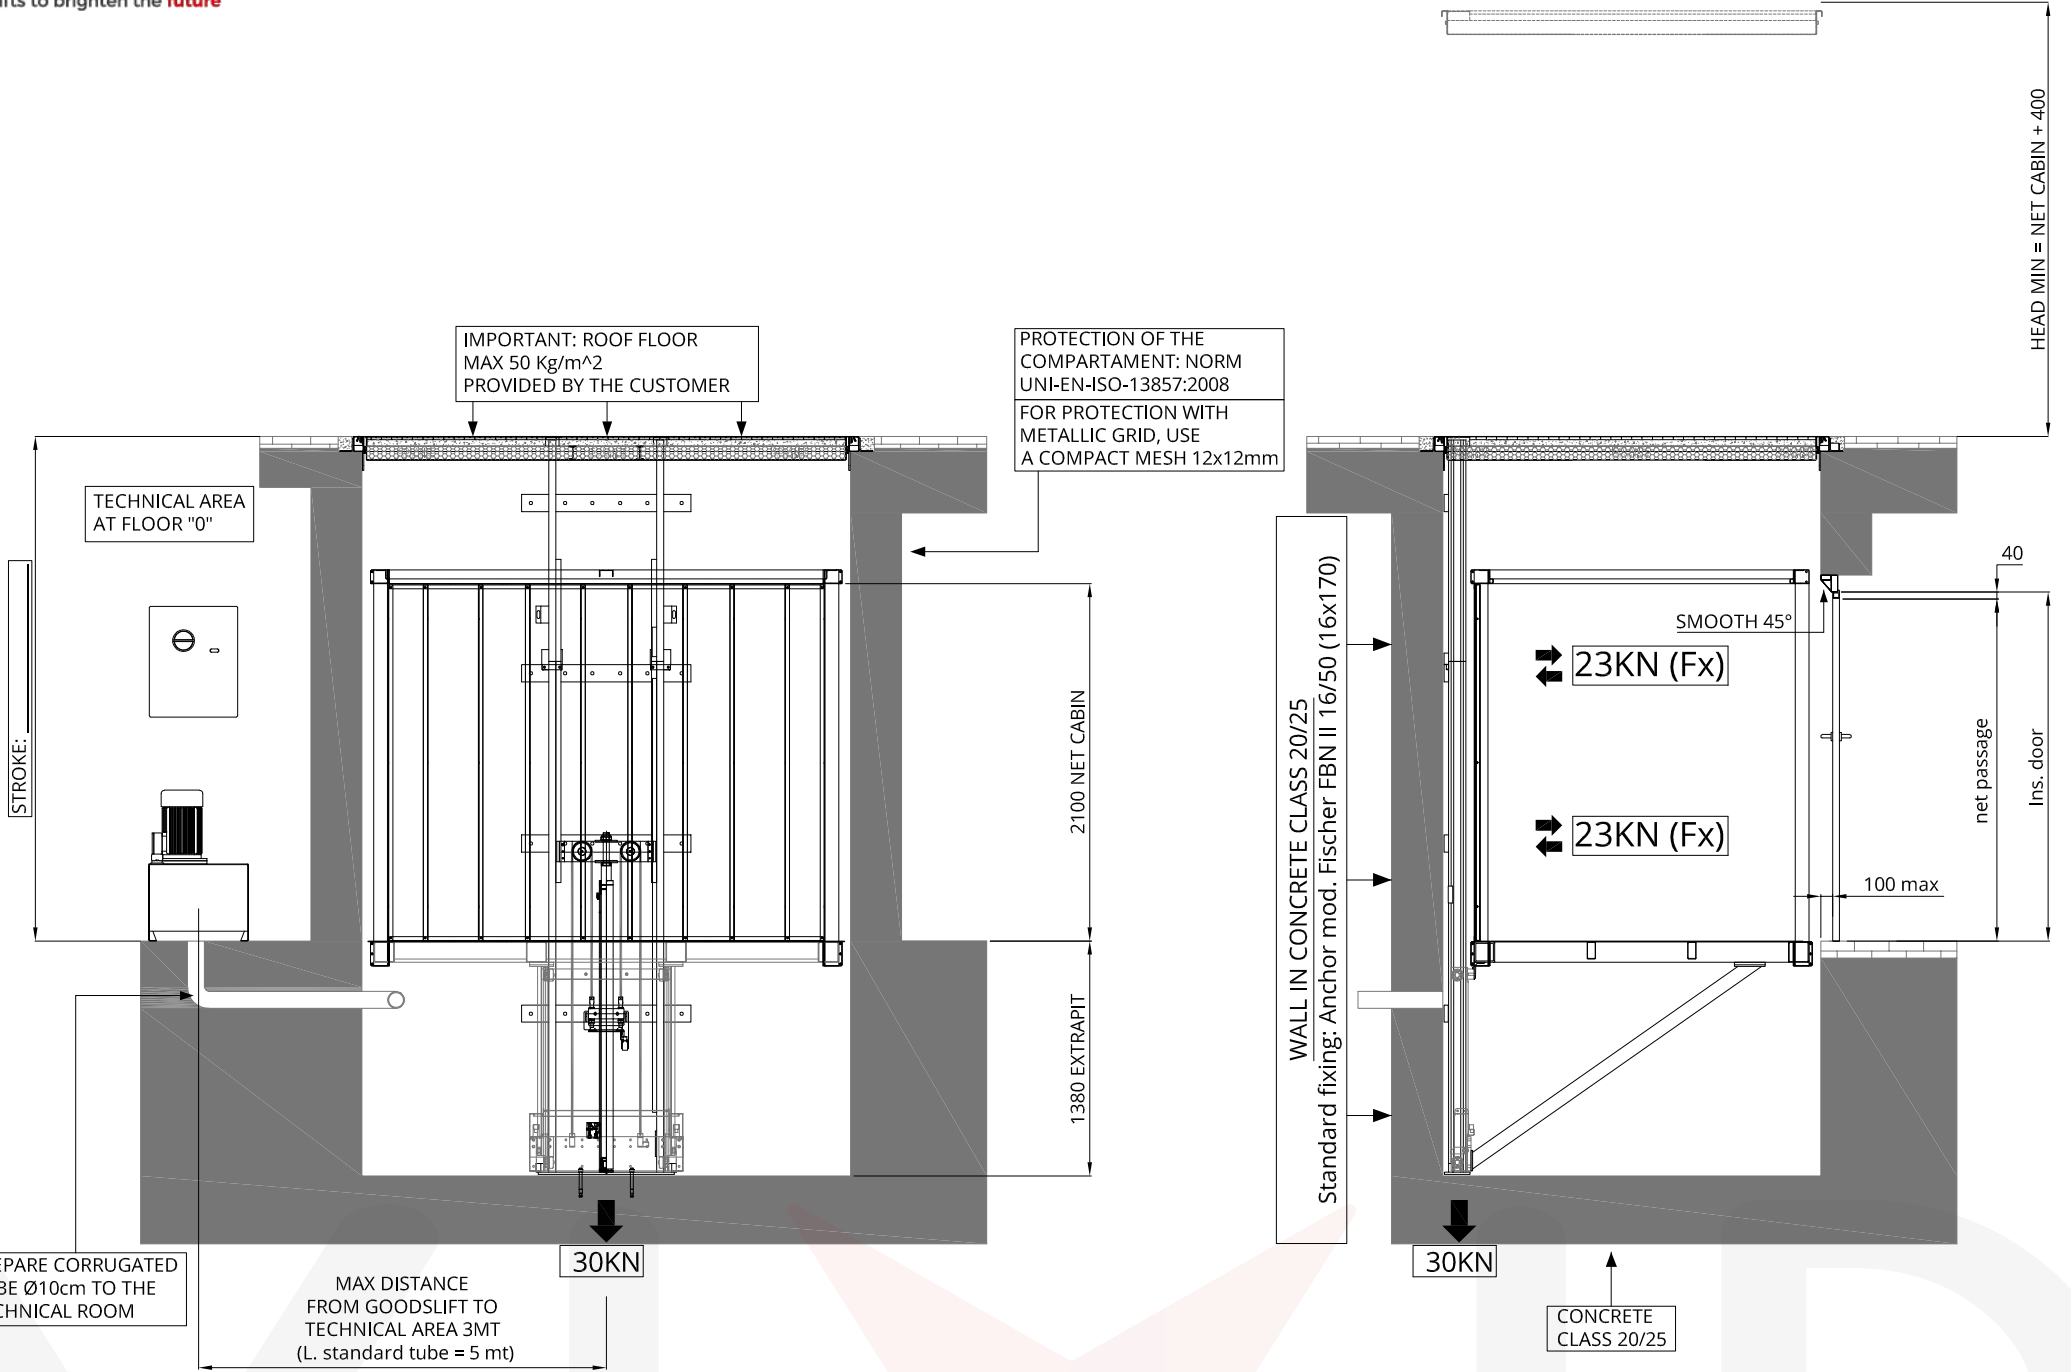 to brighten the future
HEAD MIN = NET CABIN + 400
IMPORTANT: ROOF FLOOR
MAX 50 Kg/m^2
PROVIDED BY THE CUSTOMER
PROTECTION OF THE
COMPARTAMENT: NORM
UNI-EN-ISO-13857:2008
FOR PROTECTION WITH
METALLIC GRID, USE
A COMPACT MESH 12x12mm
TECHNICAL AREA
AT FLOOR "0"
STROKE:
2100 NET CABIN
1380 EXTRAPIT
WALL IN CONCRETE CLASS 20/25
Standard fixing: Anchor mod. Fischer FBN II 16/50 (16x170)
40
SMOOTH 45°
23KN (Fx)
23KN (Fx)
net passage
Ins. door
100 max
30KN
30KN
CORRUGATED
Ø10cm TO THE
ROOM
MAX DISTANCE
FROM GOODSLIFT TO
TECHNICAL AREA 3MT
(L. standard tube = 5 mt)
CONCRETE
CLASS 20/25